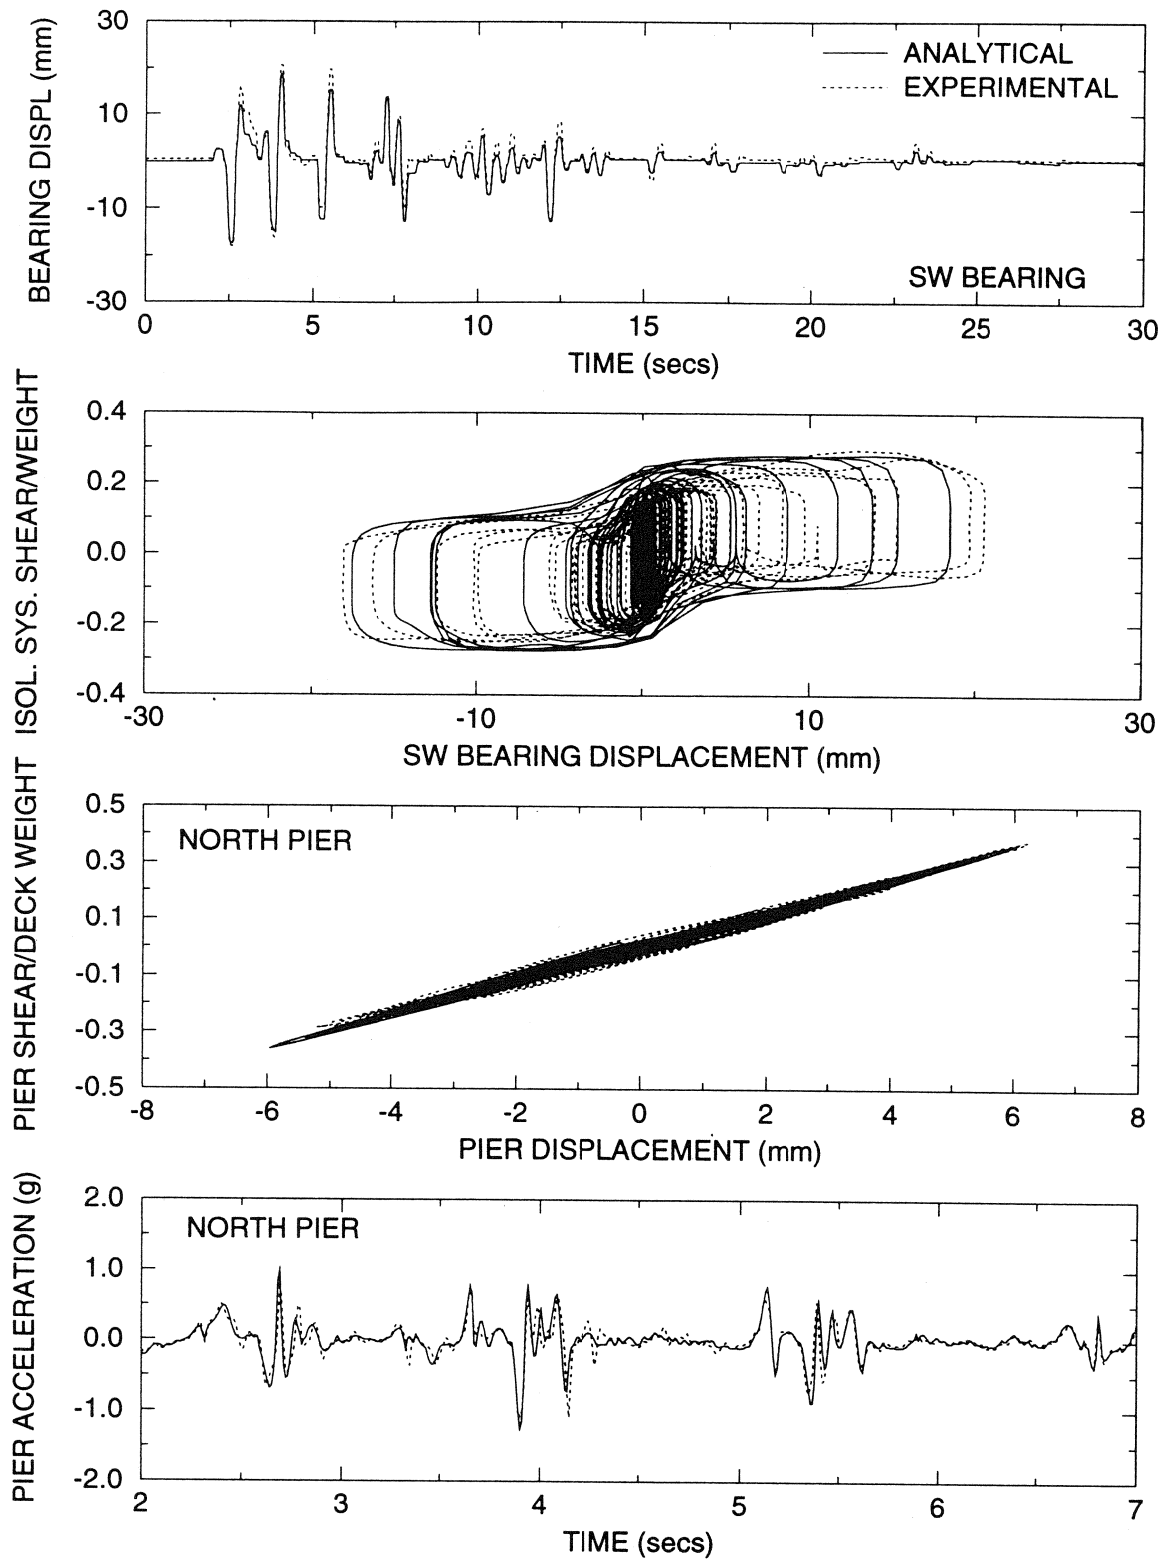 BEARING DISPL (mm)
30
10
-10
-30
ANALYTICAL
EXPERIMENTAL
SW BEARING
0 5 10 15 20 25 30
TIME (secs)
ISOL. SYS. SHEAR/WEIGHT
0.4
0.2
0.0
-0.2
-0.4
-30 -10 10 30
SW BEARING DISPLACEMENT (mm)
PIER SHEAR/DECK WEIGHT
0.5
0.3
0.1
-0.1
-0.3
-0.5
NORTH PIER
-8 -6 -4 -2 0 2 4 6 8
PIER DISPLACEMENT (mm)
PIER ACCELERATION (g)
2.0
1.0
0.0
-1.0
-2.0
NORTH PIER
2 3 4 5 6 7
TIME (secs)